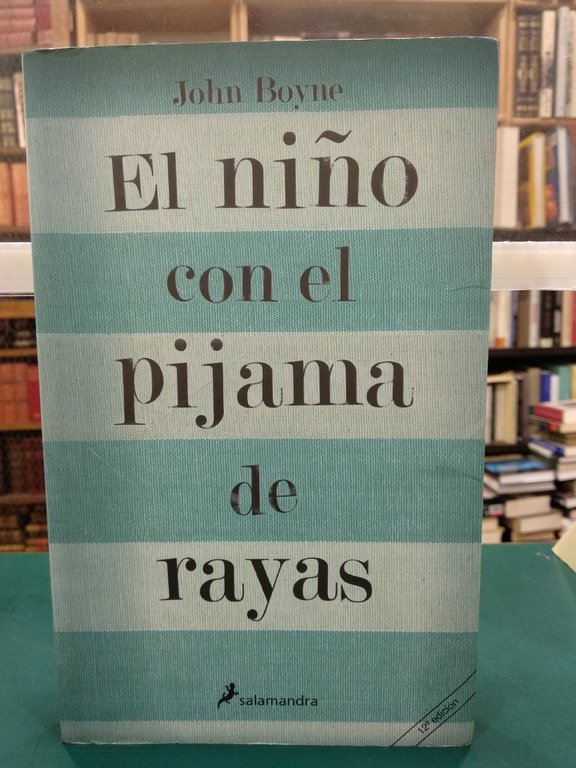 John Boyne
El niño
con el
pijama
de
rayas
salamandra
12ª edición